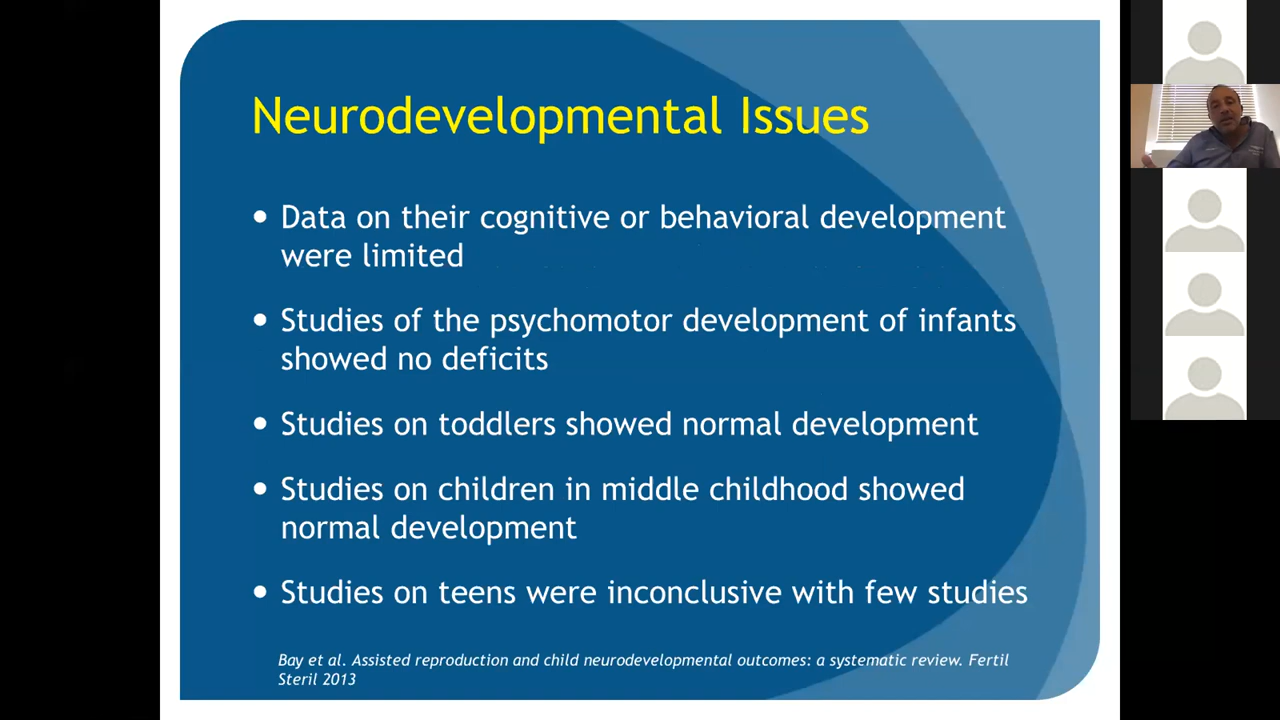 Neurodevelopmental Issues
• Data on their cognitive or behavioral development
were limited
• Studies of the psychomotor development of infants
showed no deficits
• Studies on toddlers showed normal development
• Studies on children in middle childhood showed
normal development
• Studies on teens were inconclusive with few studies
Bay et al. Assisted reproduction and child neurodevelopmental outcomes: a systematic review. Fertil
Steril 2013